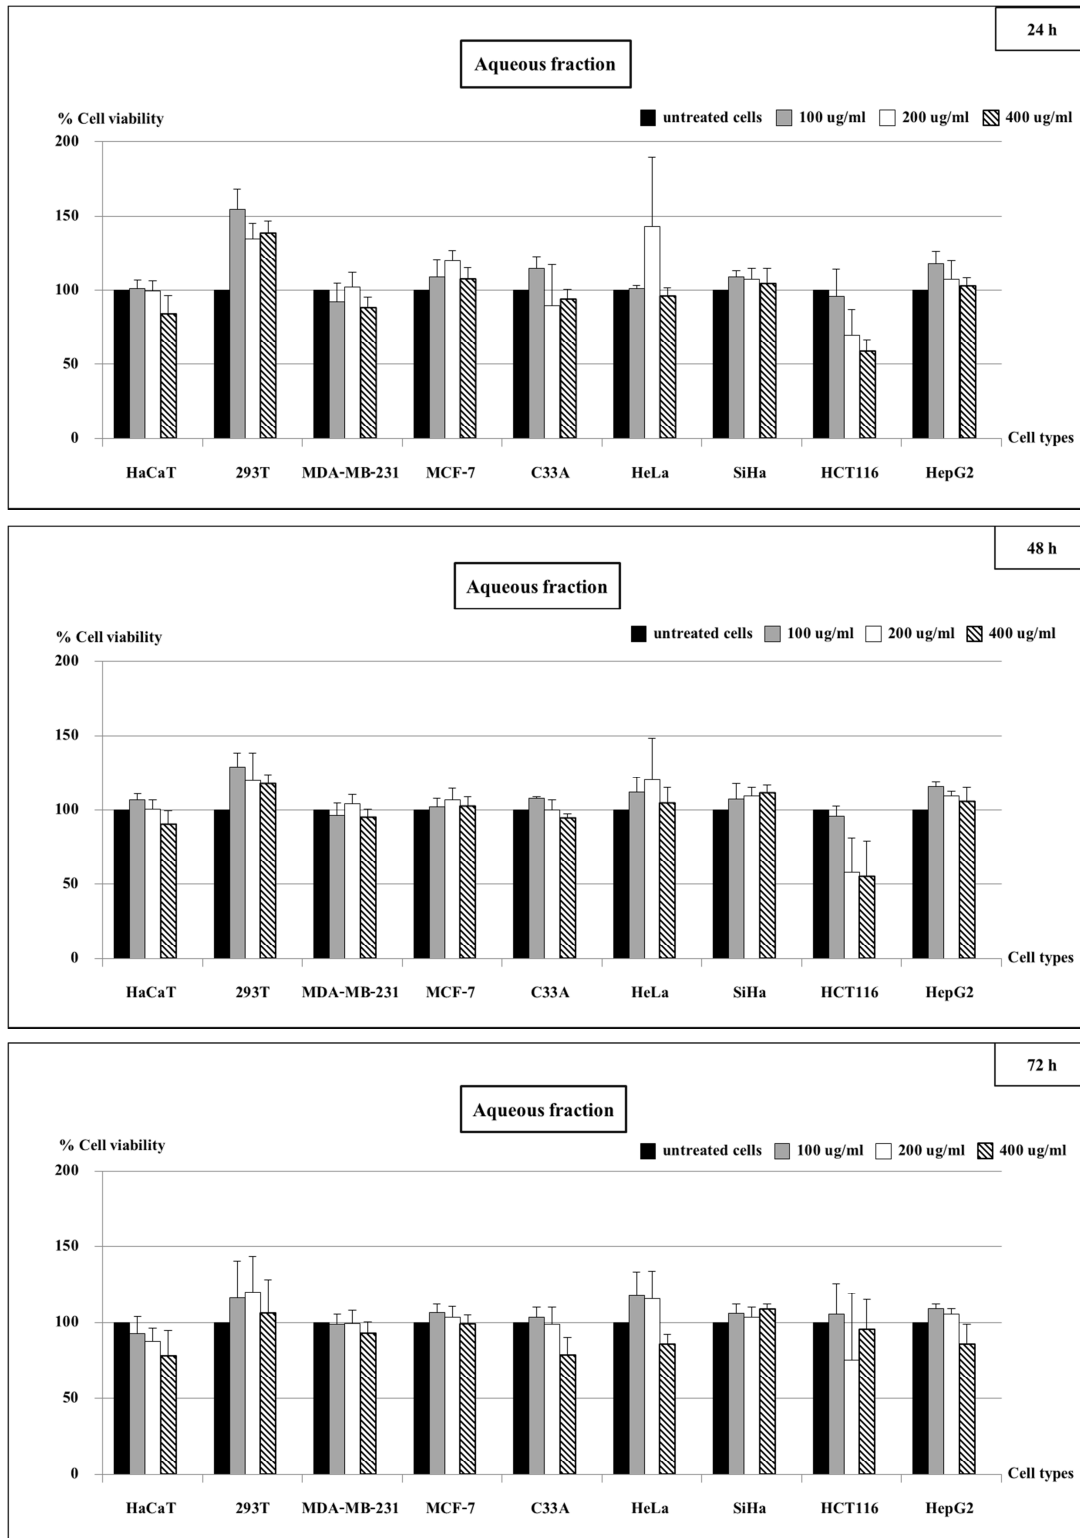 24 h
Aqueous fraction
% Cell viability
untreated cells 100 ug/ml 200 ug/ml 400 ug/ml
200
150
100
50
0
Cell types
HaCaT 293T MDA-MB-231 MCF-7 C33A HeLa SiHa HCT116 HepG2
48 h
Aqueous fraction
% Cell viability
untreated cells 100 ug/ml 200 ug/ml 400 ug/ml
200
150
100
50
0
Cell types
HaCaT 293T MDA-MB-231 MCF-7 C33A HeLa SiHa HCT116 HepG2
72 h
Aqueous fraction
% Cell viability
untreated cells 100 ug/ml 200 ug/ml 400 ug/ml
200
150
100
50
0
Cell types
HaCaT 293T MDA-MB-231 MCF-7 C33A HeLa SiHa HCT116 HepG2